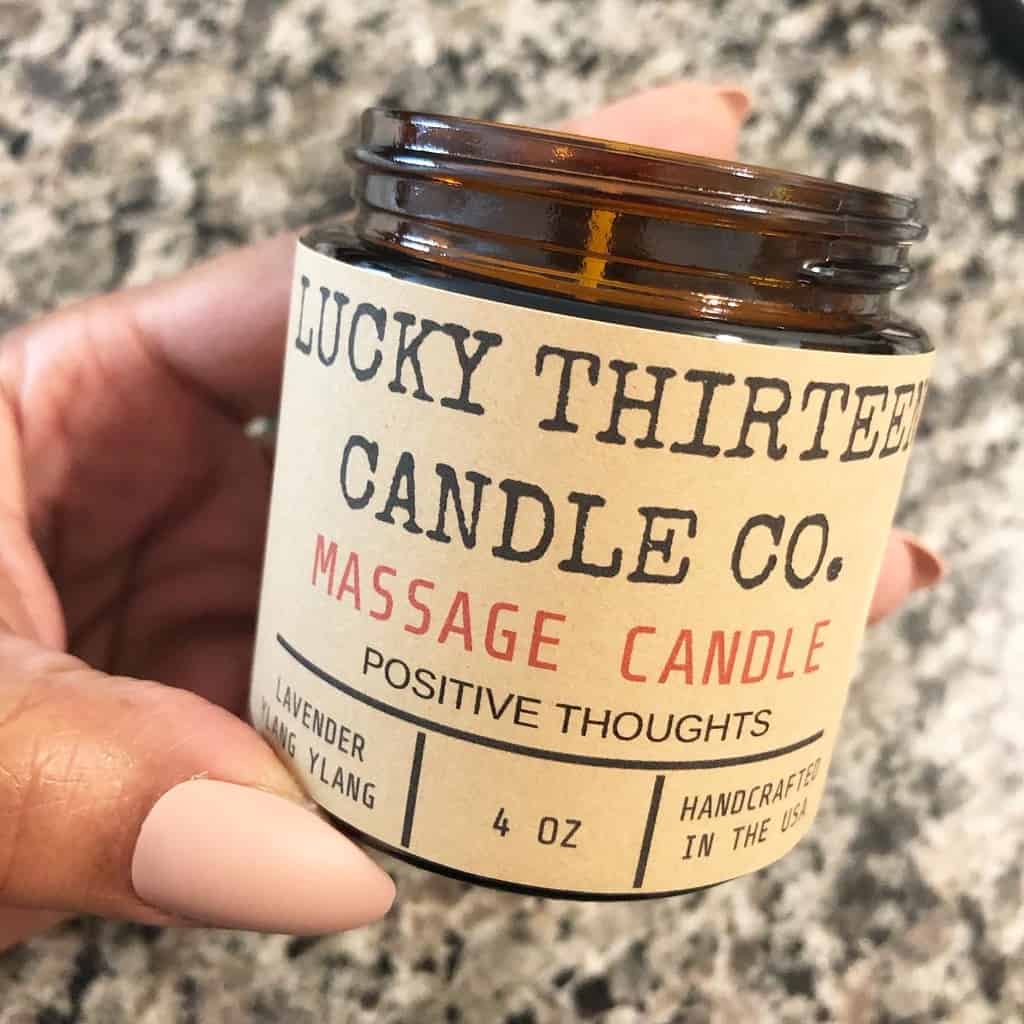 LUCKY THIRTEEN
CANDLE CO.
MASSAGE CANDLE
POSITIVE THOUGHTS
LAVENDER
YLANG YLANG
4 OZ
HANDCRAFTED
IN THE USA